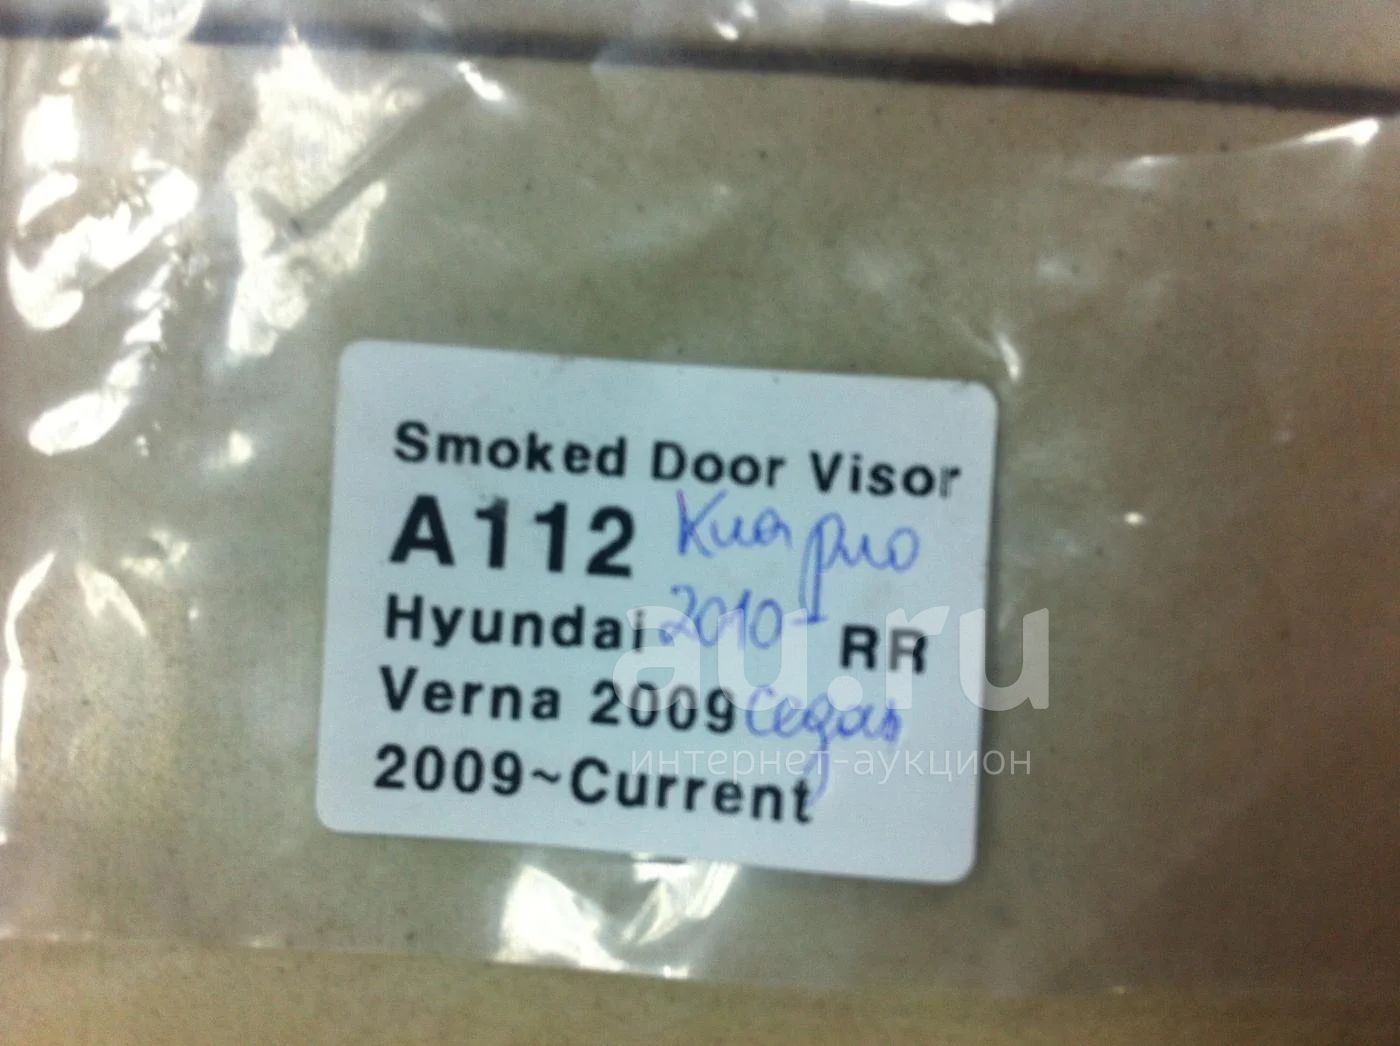 Smoked Door Visor
A112 Киа рио
Hyundai 2010- RR
Verna 2009 седан
2009~Current
au.ru
интернет-аукцион